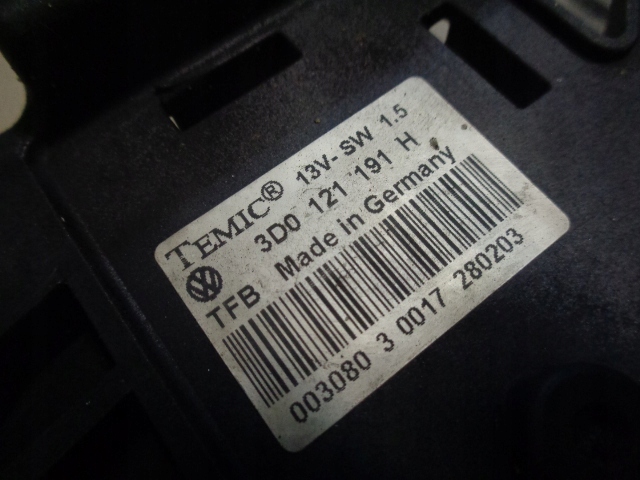 TEMIC® 13V- SW 1.5
3D0 121 191 H
TFB Made in Germany
003080 3 0017 280203